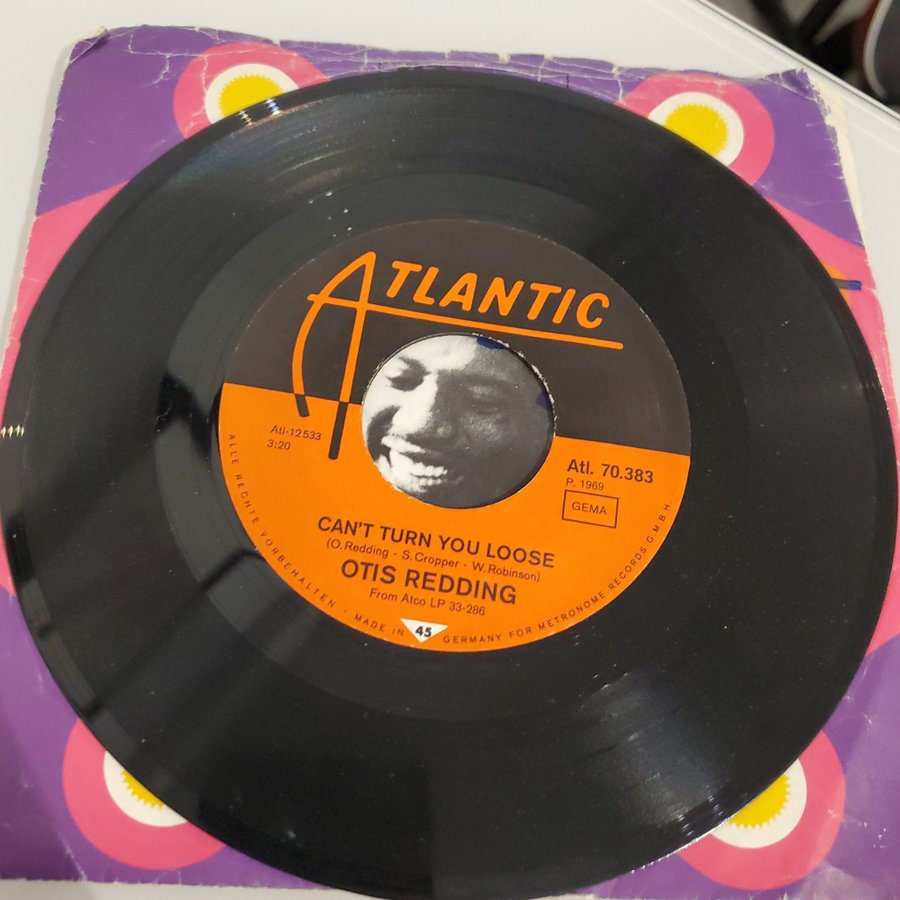 ATLANTIC
Atl-12533
3:20
Atl. 70.383
P. 1969
GEMA
CAN'T TURN YOU LOOSE
(O. Redding - S. Cropper - W. Robinson)
OTIS REDDING
From Atco LP 33-286
ALLE RECHTE VORBEHALTEN · MADE IN 45 GERMANY FOR METRONOME RECORDS G.M.B.H.